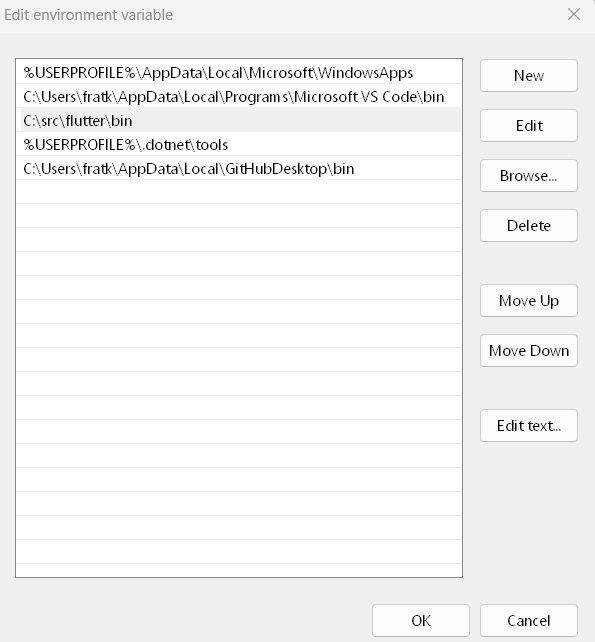 Edit environment variable
%USERPROFILE%\AppData\Local\Microsoft\WindowsApps
C:\Users\fratk\AppData\Local\Programs\Microsoft VS Code\bin
C:\src\flutter\bin
%USERPROFILE%\.dotnet\tools
C:\Users\fratk\AppData\Local\GitHubDesktop\bin
New
Edit
Browse...
Delete
Move Up
Move Down
Edit text...
OK
Cancel